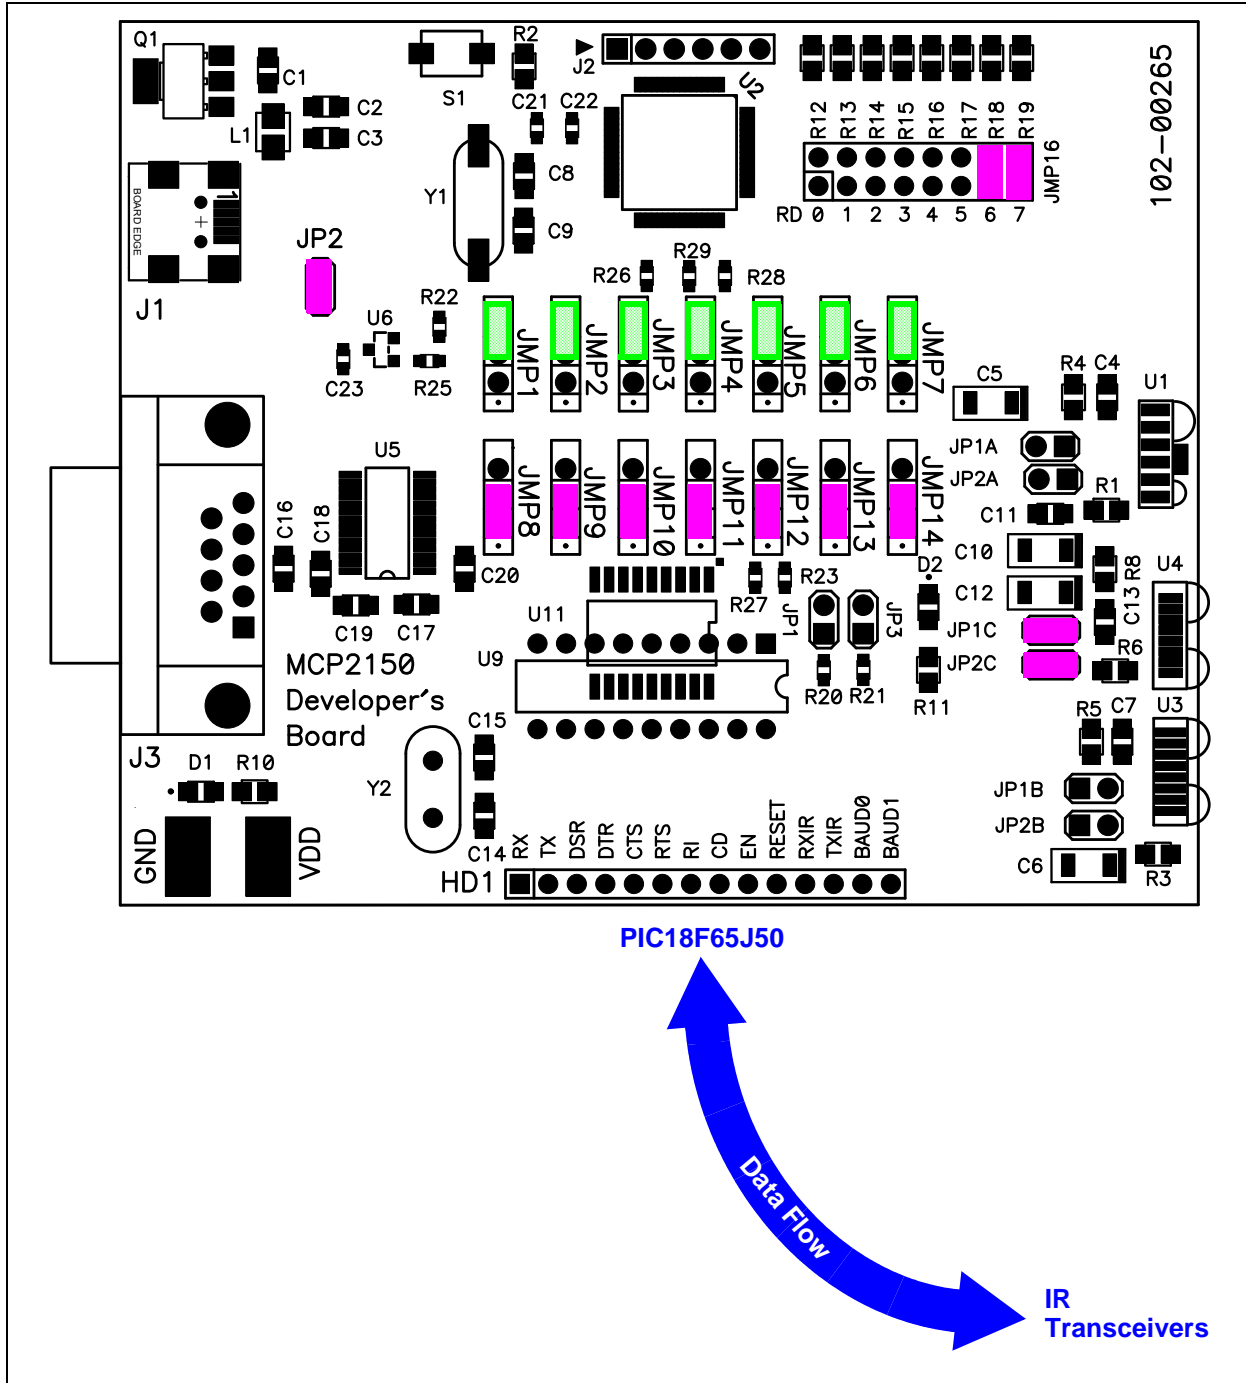 Q1
C1
C2
C3
L1
S1
R2
C21
C22
J2
U2
R12
R13
R14
R15
R16
R17
R18
R19
JMP16
RD 0 1 2 3 4 5 6 7
102-00265
BOARD EDGE
1
J1
JP2
Y1
C8
C9
R26
R29
R28
R22
U6
C23
R25
JMP1
JMP2
JMP3
JMP4
JMP5
JMP6
JMP7
C5
R4
C4
U1
JP1A
JP2A
R1
C11
U5
C16
C18
C20
C19
C17
JMP8
JMP9
JMP10
JMP11
JMP12
JMP13
JMP14
D2
C10
C12
R8
C13
U4
JP1C
JP2C
R6
R27
R23
JP1
JP3
R20
R21
R11
U11
U9
MCP2150
Developer's
Board
R5
C7
U3
J3
D1
R10
Y2
C15
C14
JP1B
JP2B
C6
R3
GND
VDD
HD1
RX
TX
DSR
DTR
CTS
RTS
RI
CD
EN
RESET
RXIR
TXIR
BAUD0
BAUD1
PIC18F65J50
Data Flow
IR
Transceivers